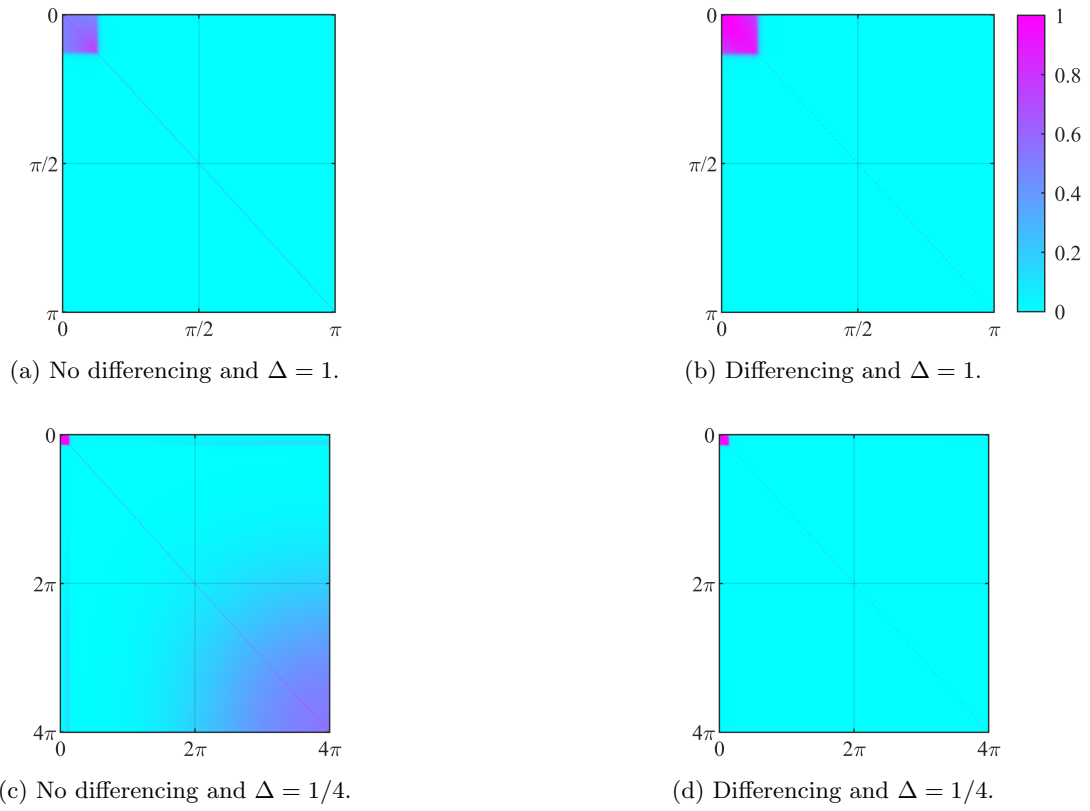 0
π/2
π
0 π/2 π
(a) No differencing and Δ = 1.
0
π/2
π
0 π/2 π
1
0.8
0.6
0.4
0.2
0
(b) Differencing and Δ = 1.
0
2π
4π
0 2π 4π
(c) No differencing and Δ = 1/4.
0
2π
4π
0 2π 4π
(d) Differencing and Δ = 1/4.